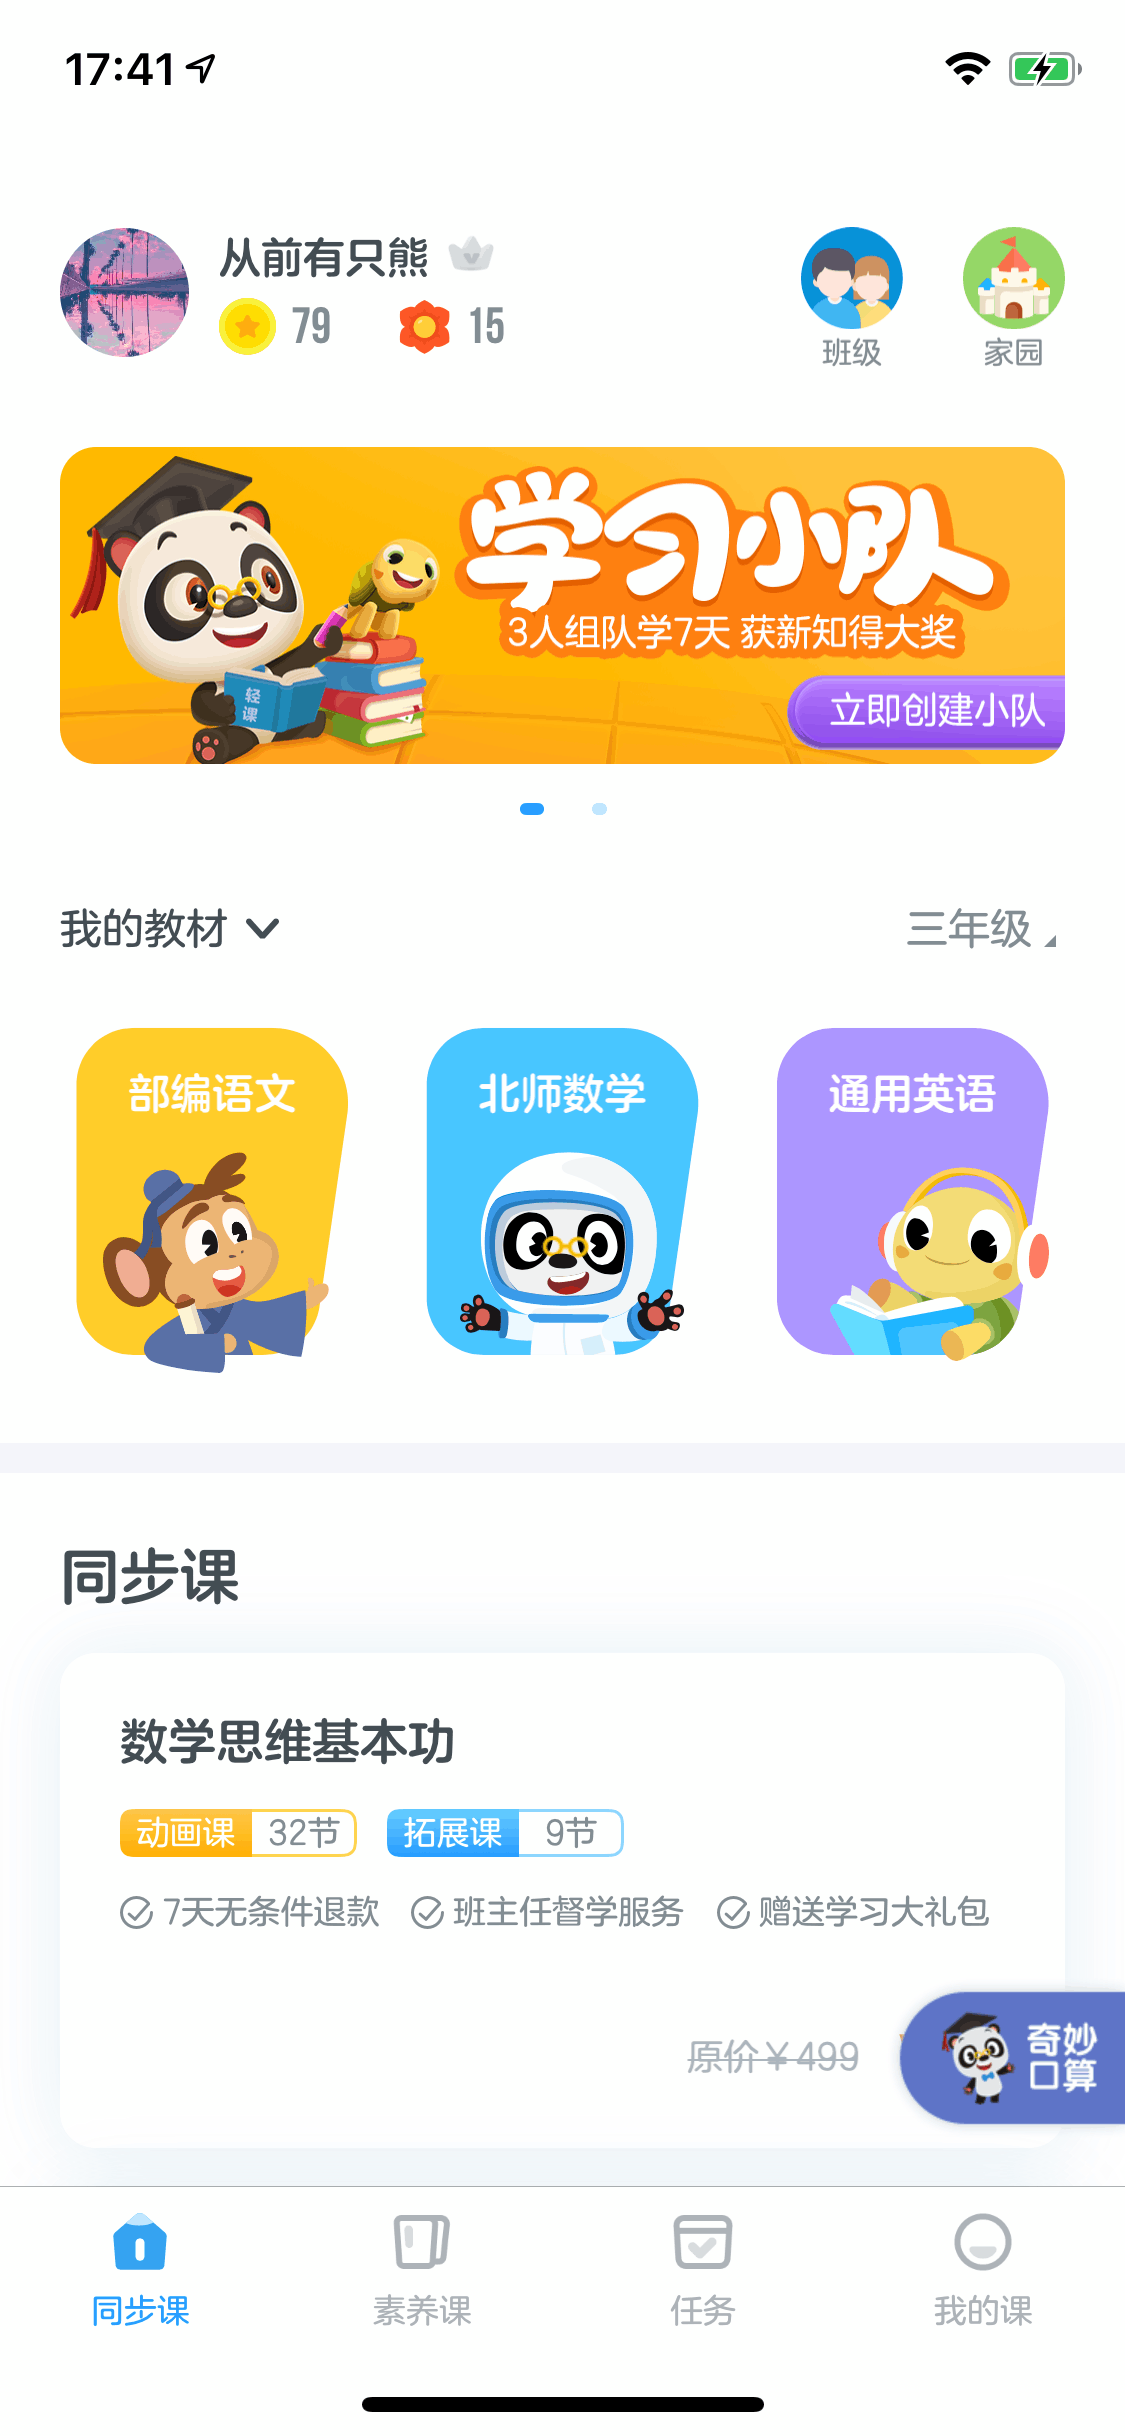 17:41
从前有只熊
79
15
班级
家园
学习小队
3人组队学7天 获新知得大奖
轻
课
立即创建小队
我的教材
三年级
部编语文
北师数学
通用英语
同步课
数学思维基本功
动画课 32节
拓展课 9节
7天无条件退款
班主任督学服务
赠送学习大礼包
原价￥499
奇妙
口算
同步课
素养课
任务
我的课